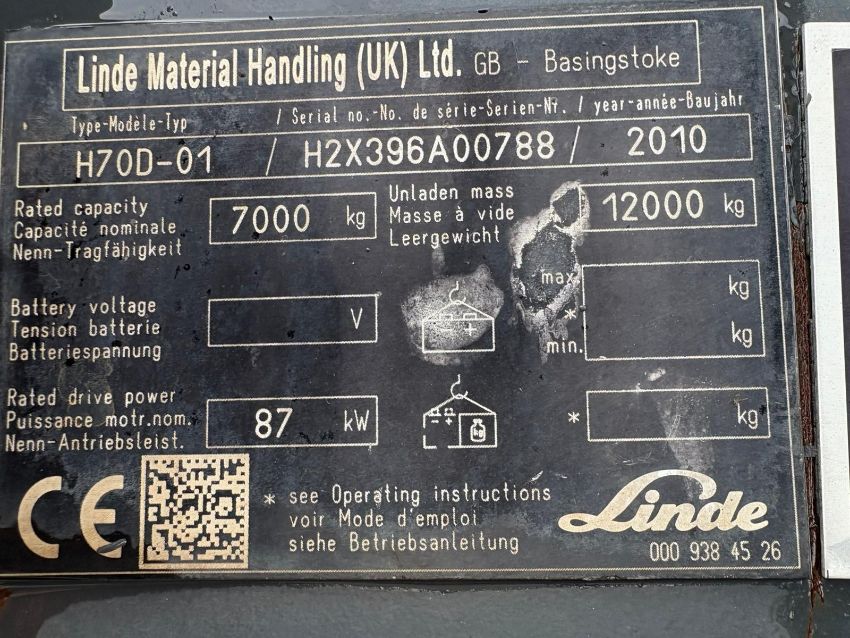 Linde Material Handling (UK) Ltd. GB - Basingstoke
Type-Modèle-Typ / Serial no.-No. de série-Serien-Nr. / year-année-Baujahr
H70D-01 / H2X396A00788 / 2010
Rated capacity
Capacité nominale
Nenn-Tragfähigkeit
7000 kg
Unladen mass
Masse à vide
Leergewicht
12000 kg
Battery voltage
Tension batterie
Batteriespannung
V
max. kg
*
min. kg
Rated drive power
Puissance motr.nom.
Nenn-Antriebsleist.
87 kW
kg
* kg
CE
* see Operating instructions
voir Mode d'emploi
siehe Betriebsanleitung
Linde
000 938 45 26